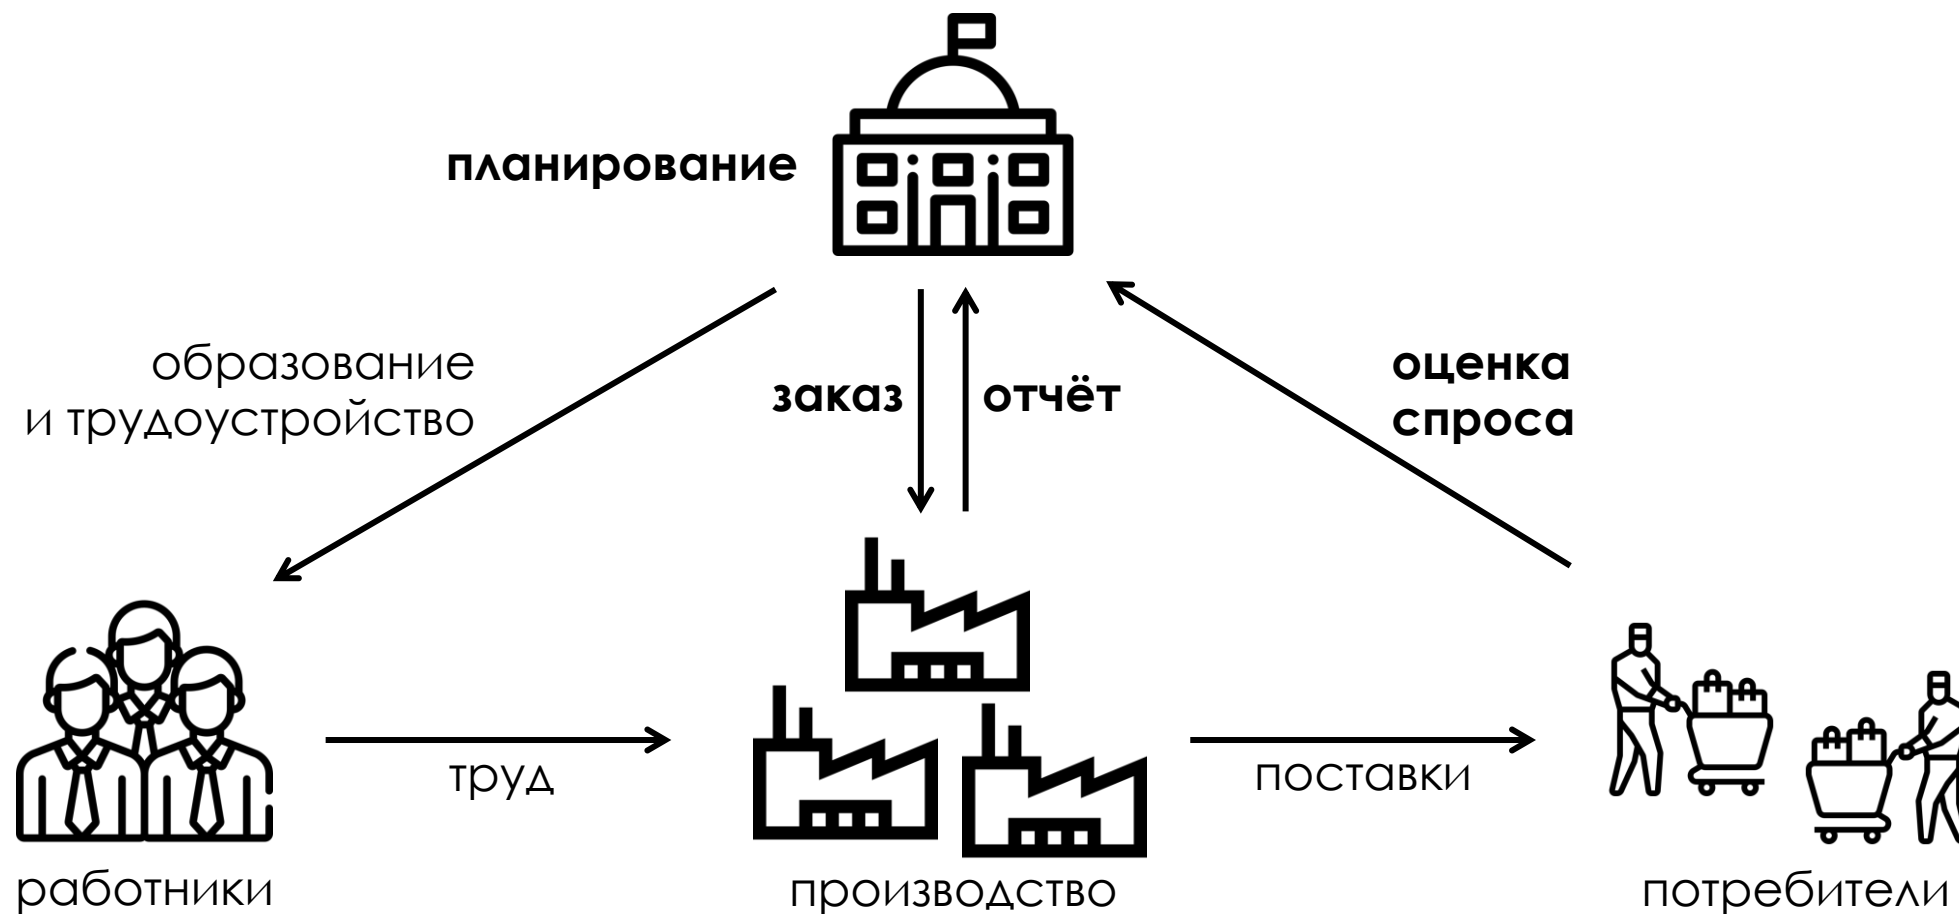 планирование
образование
и трудоустройство
заказ
отчёт
оценка
спроса
труд
поставки
работники
производство
потребители